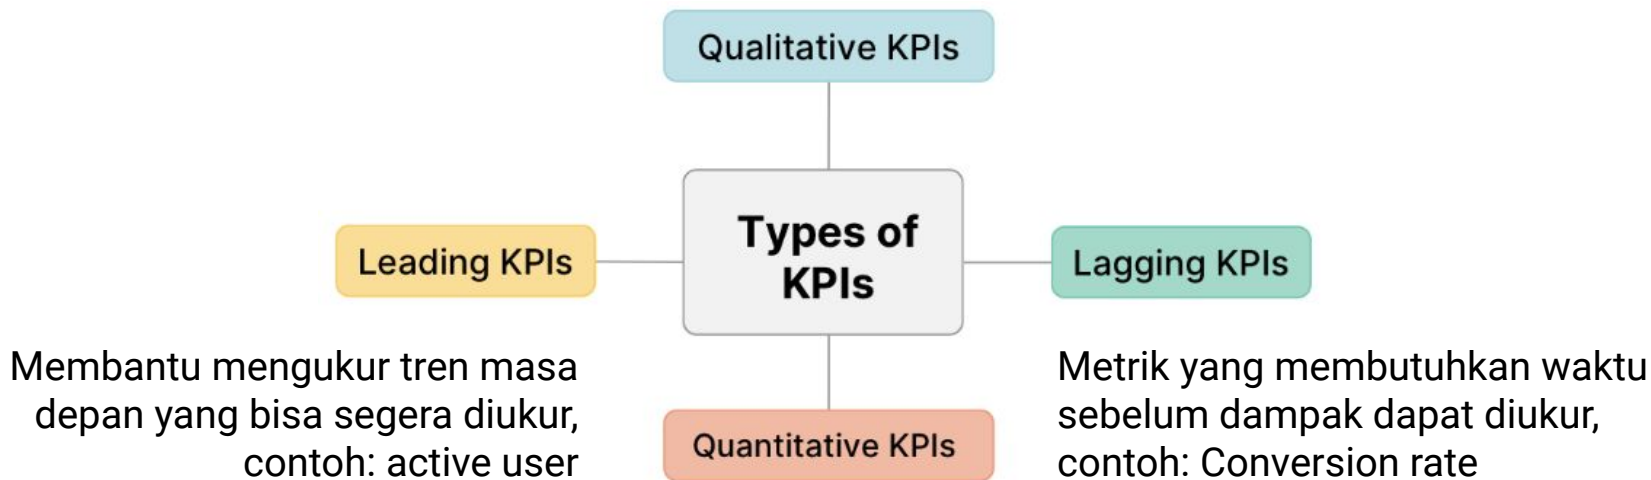 Qualitative KPIs
Types of
KPIs
Leading KPIs
Lagging KPIs
Membantu mengukur tren masa
depan yang bisa segera diukur,
contoh: active user
Quantitative KPIs
Metrik yang membutuhkan waktu
sebelum dampak dapat diukur,
contoh: Conversion rate